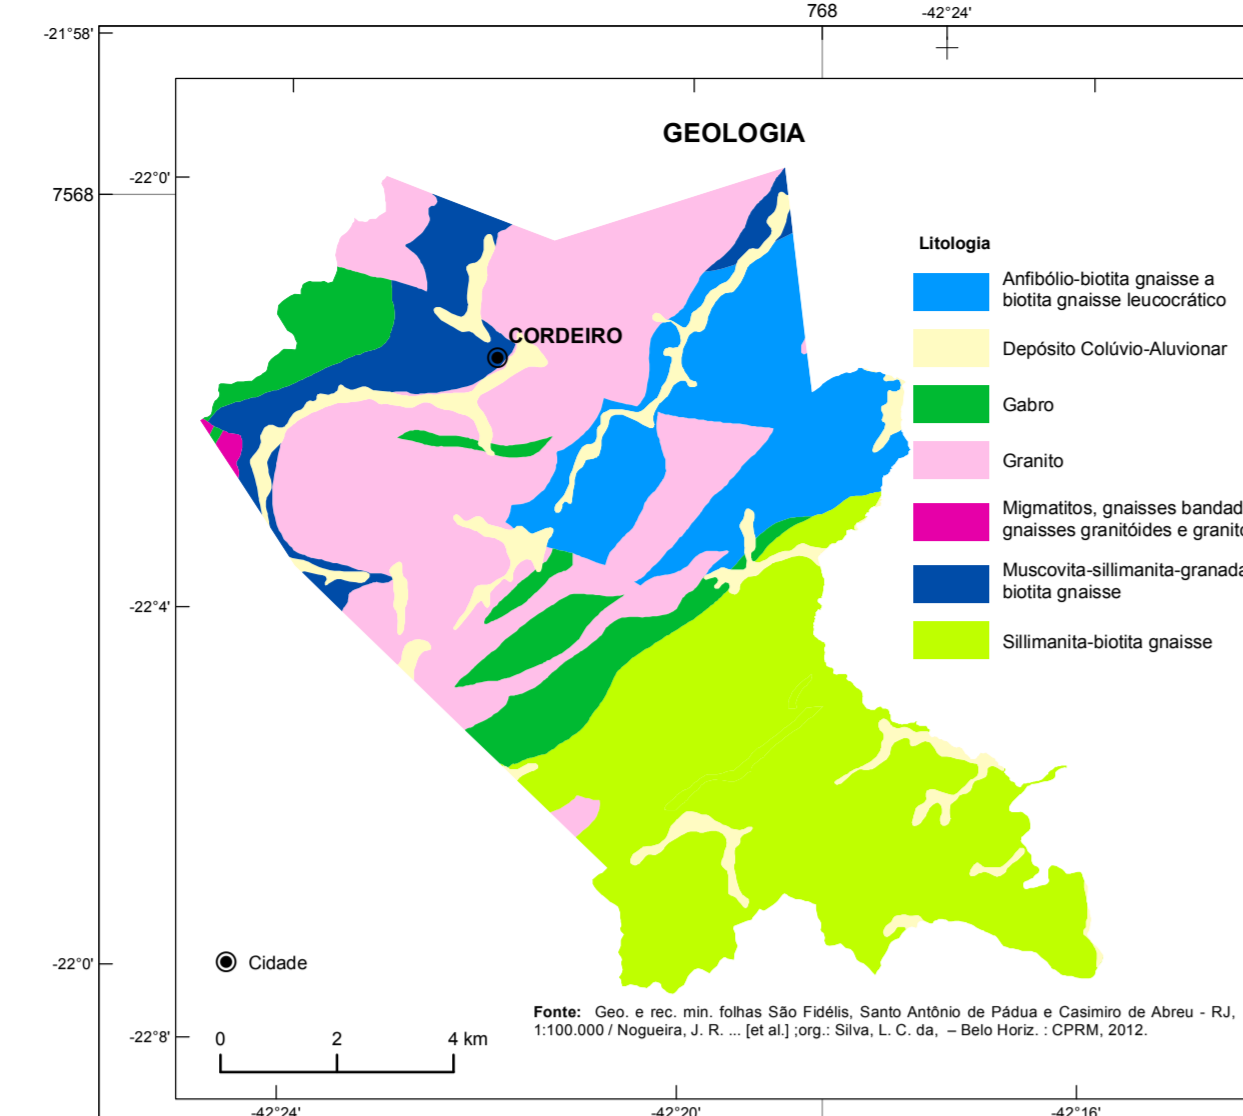 768
-42°24'
-21°58'
GEOLOGIA
-22°0'
7568
Litologia
Anfibólio-biotita gnaisse a
biotita gnaisse leucocrático
CORDEIRO
Depósito Colúvio-Aluvionar
Gabro
Granito
Migmatitos, gnaisses bandad
gnaisses granitóides e granito
Muscovita-sillimanita-granada
biotita gnaisse
-22°4'
Sillimanita-biotita gnaisse
-22°0'
Cidade
Fonte: Geo. e rec. min. folhas São Fidélis, Santo Antônio de Pádua e Casimiro de Abreu - RJ,
1:100.000 / Nogueira, J. R. ... [et al.] ;org.: Silva, L. C. da, – Belo Horiz. : CPRM, 2012.
-22°8'
0 2 4 km
-42°24' -42°20' -42°16'